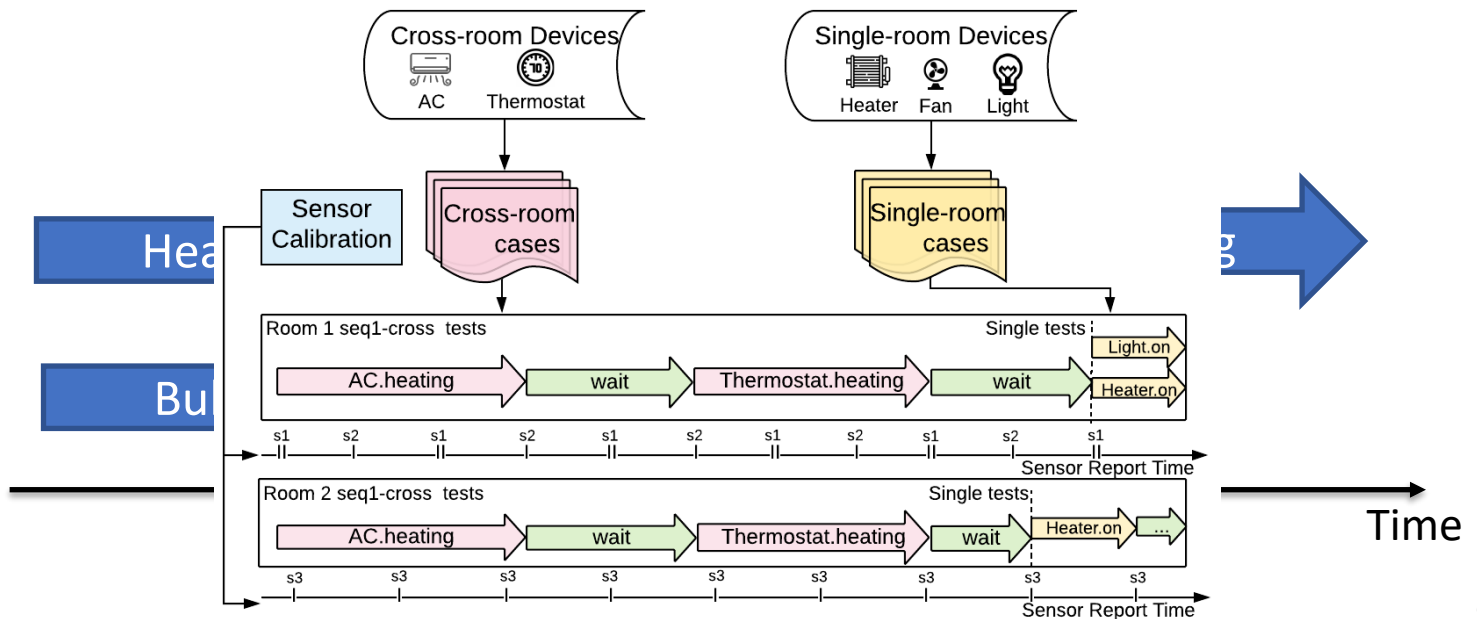 Cross-room Devices
AC
Thermostat
70
Single-room Devices
Heater
Fan
Light
Sensor
Calibration
Cross-room
cases
Single-room
cases
Room 1 seq1-cross tests
Single tests
AC.heating
wait
Thermostat.heating
wait
Light.on
Heater.on
s1 s2 s1 s2 s1 s2 s1 s2 s1 s2 s1
Sensor Report Time
Room 2 seq1-cross tests
Single tests
AC.heating
wait
Thermostat.heating
wait
Heater.on
...
s3 s3 s3 s3 s3 s3 s3 s3 s3
Sensor Report Time
Time